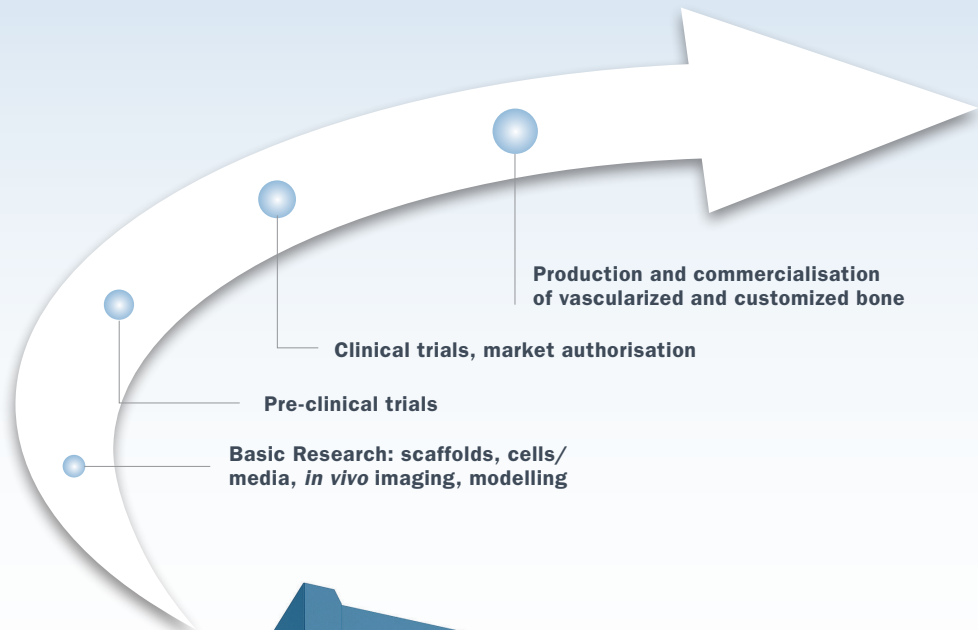 Production and commercialisation
of vascularized and customized bone
Clinical trials, market authorisation
Pre-clinical trials
Basic Research: scaffolds, cells/
media, in vivo imaging, modelling